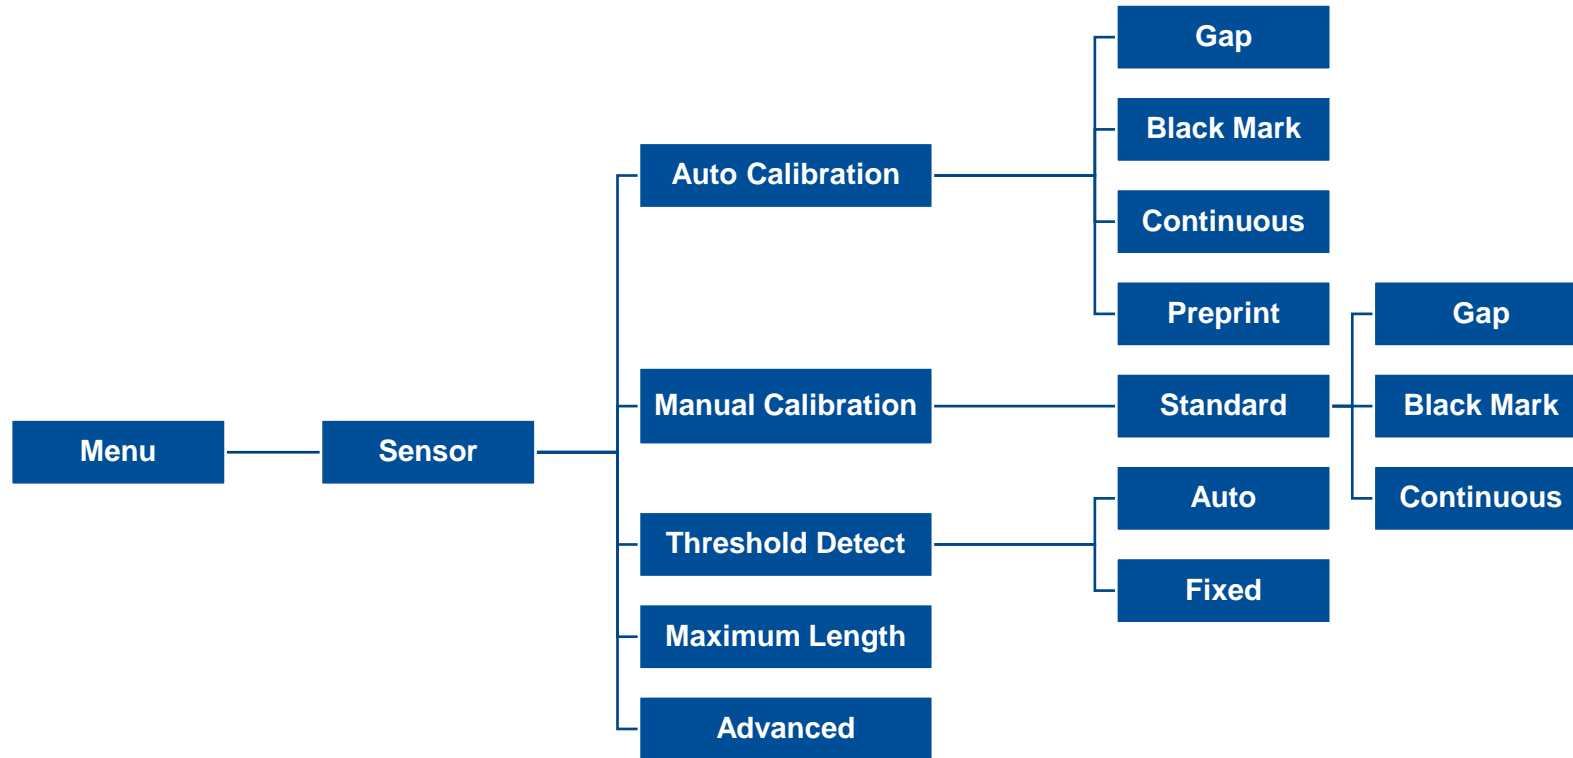 Gap
Black Mark
Auto Calibration
Continuous
Preprint
Gap
Manual Calibration
Standard
Black Mark
Menu
Sensor
Auto
Continuous
Threshold Detect
Fixed
Maximum Length
Advanced